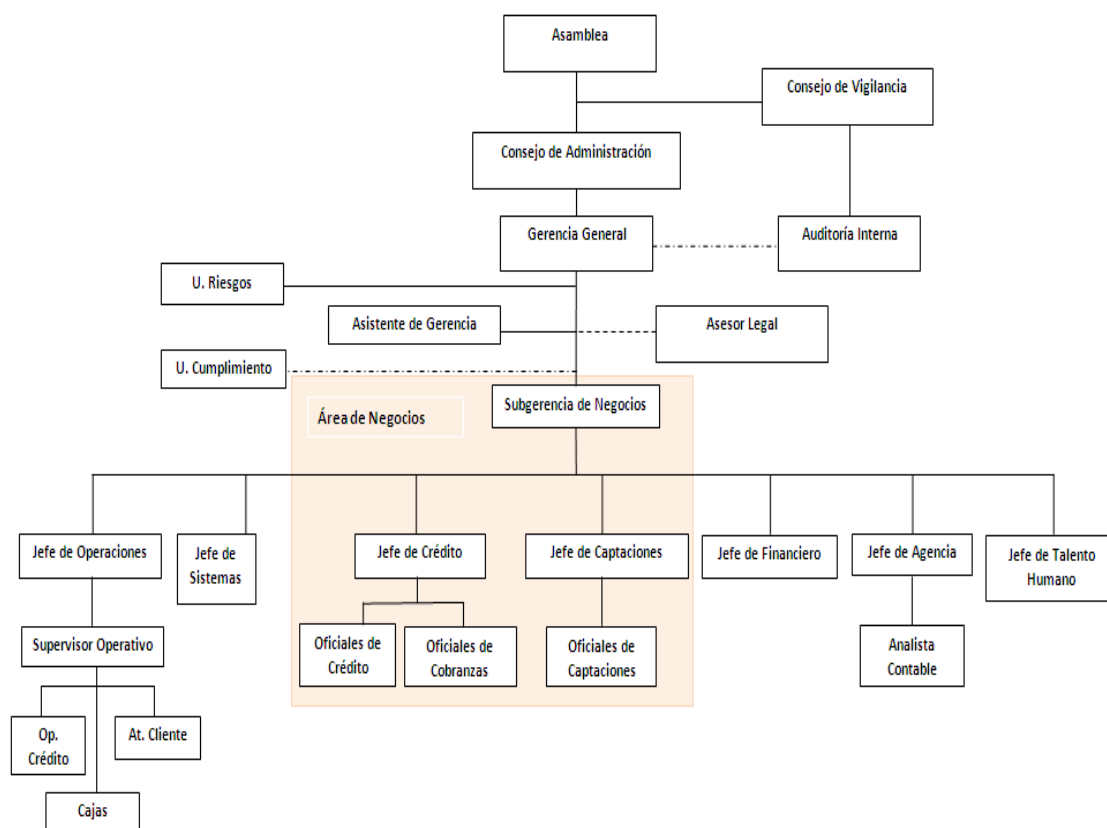 Asamblea
Consejo de Vigilancia
Consejo de Administración
Gerencia General
Auditoría Interna
U. Riesgos
Asistente de Gerencia
Asesor Legal
U. Cumplimiento
Subgerencia de Negocios
Área de Negocios
Jefe de Operaciones
Jefe de
Sistemas
Jefe de Crédito
Jefe de Captaciones
Jefe de Financiero
Jefe de Agencia
Jefe de Talento
Humano
Supervisor Operativo
Oficiales de
Crédito
Oficiales de
Cobranzas
Oficiales de
Captaciones
Analista
Contable
Op.
Crédito
At. Cliente
Cajas